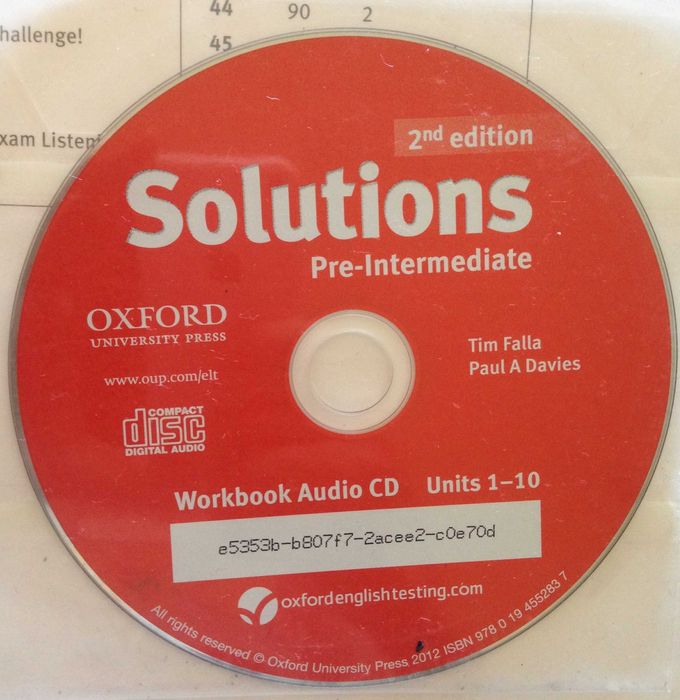 44 90 2
hallenge!
45
xam Listeni
2nd edition
Solutions
Pre-Intermediate
OXFORD
UNIVERSITY PRESS
www.oup.com/elt
Tim Falla
Paul A Davies
COMPACT
disc
DIGITAL AUDIO
Workbook Audio CD Units 1–10
e5353b-b807f7-2acee2-c0e70d
oxfordenglishtesting.com
All rights reserved © Oxford University Press 2012 ISBN 978 0 19 455283 7